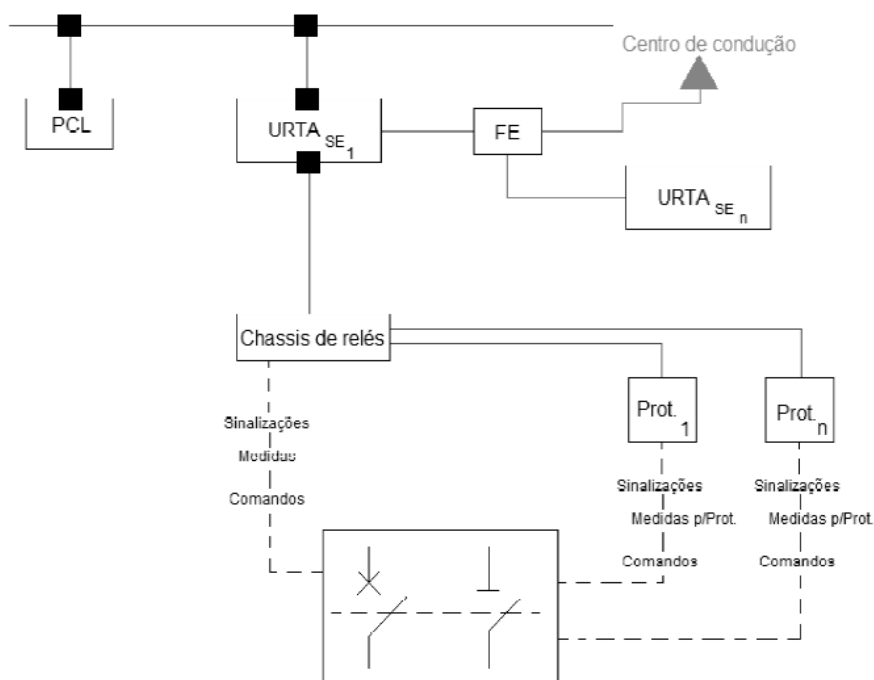 Centro de condução
PCL
URTA SE 1
FE
URTA SE n
Chassis de relés
Prot. 1
Prot. n
Sinalizações
Medidas
Comandos
Sinalizações
Medidas p/Prot.
Comandos
Sinalizações
Medidas p/Prot.
Comandos